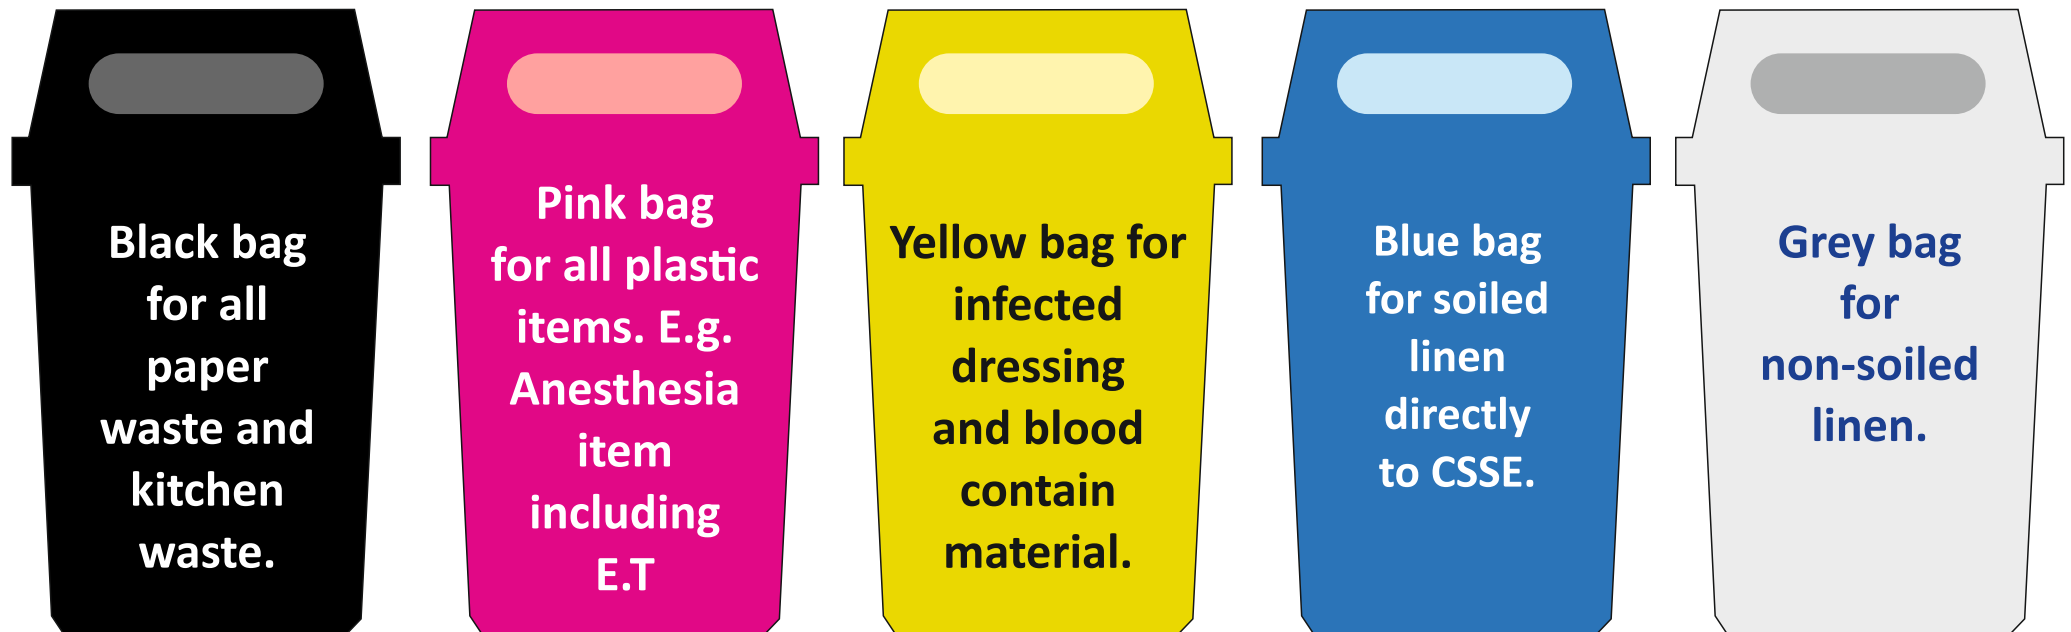 Black bag
for all
paper
waste and
kitchen
waste.
Pink bag
for all plastic
items. E.g.
Anesthesia
item
including
E.T
Yellow bag for
infected
dressing
and blood
contain
material.
Blue bag
for soiled
linen
directly
to CSSE.
Grey bag
for
non-soiled
linen.